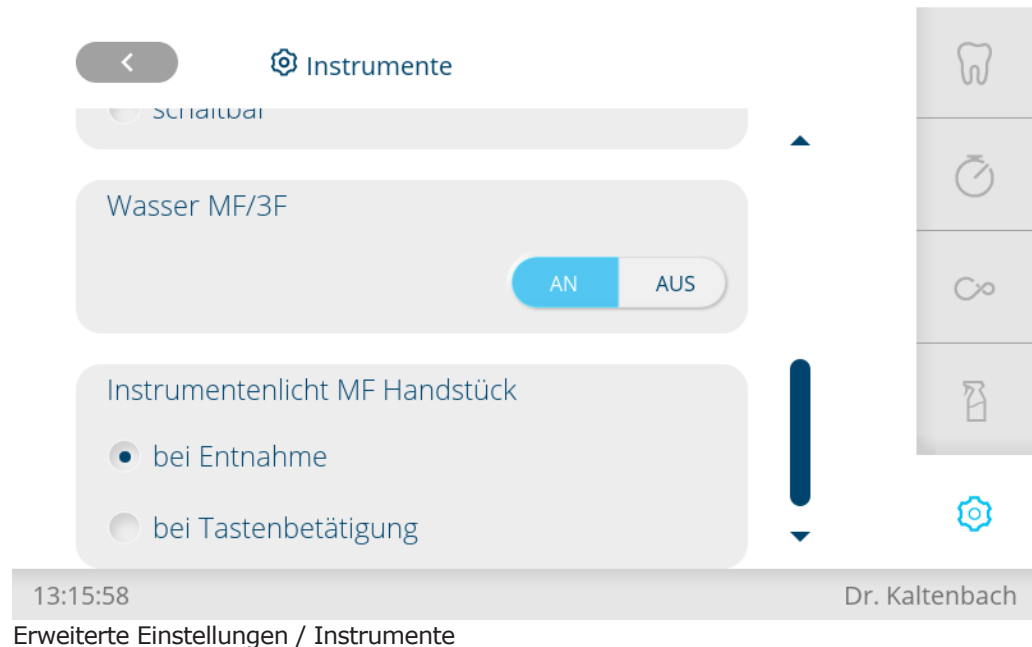 Instrumente
schaltbar
Wasser MF/3F
AN AUS
Instrumentenlicht MF Handstück
bei Entnahme
bei Tastenbetätigung
13:15:58 Dr. Kaltenbach
Erweiterte Einstellungen / Instrumente